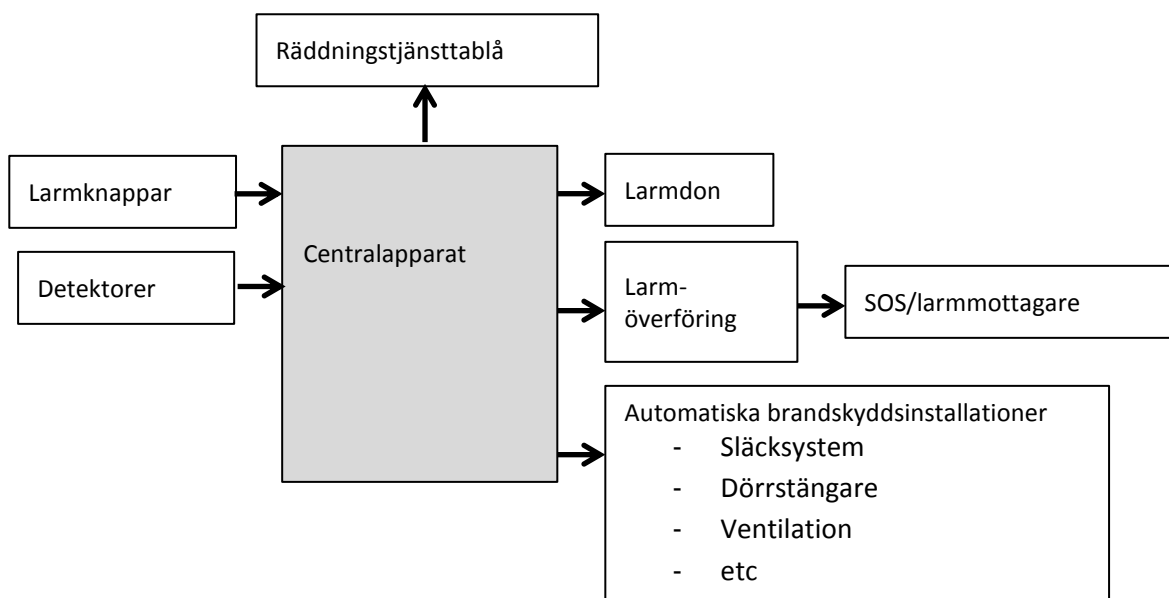 Räddningstjänsttablå
Larmknappar
Detektorer
Centralapparat
Larmdon
Larm-
överföring
SOS/larmmottagare
Automatiska brandskyddsinstallationer
- Släcksystem
- Dörrstängare
- Ventilation
- etc